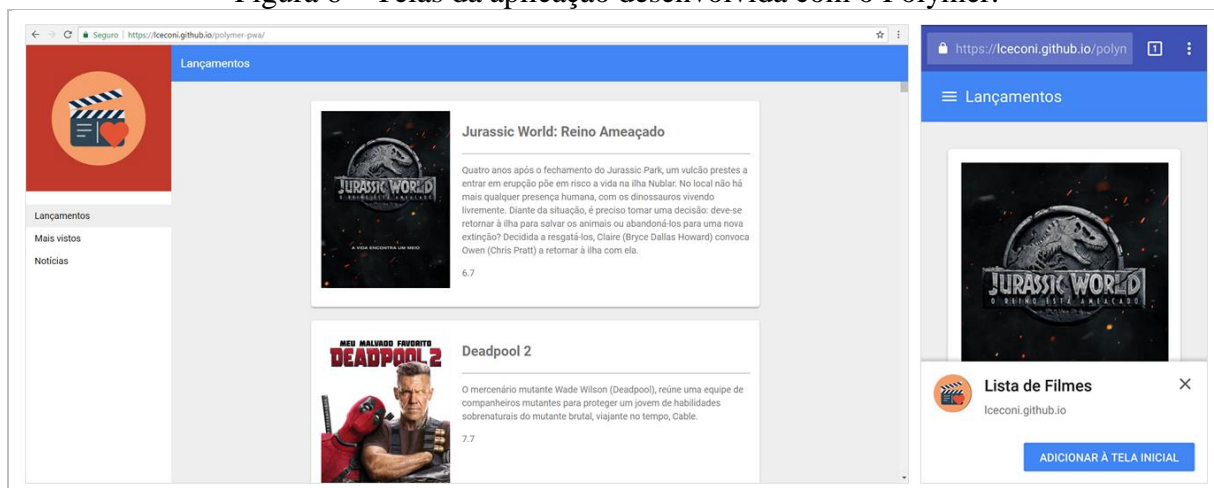 Figura 6 – Telas da aplicação desenvolvida com o Polymer.
Seguro | https://lceconi.github.io/polymer-pwa/
Lançamentos
Lançamentos
Mais vistos
Notícias
JURASSIC WORLD
O REINO ESTÁ AMEAÇADO
A VIDA ENCONTRA UM MEIO
Jurassic World: Reino Ameaçado
Quatro anos após o fechamento do Jurassic Park, um vulcão prestes a
entrar em erupção põe em risco a vida na ilha Nublar. No local não há
mais qualquer presença humana, com os dinossauros vivendo
livremente. Diante da situação, é preciso tomar uma decisão: deve-se
retornar à ilha para salvar os animais ou abandoná-los para uma nova
extinção? Decidida a resgatá-los, Claire (Bryce Dallas Howard) convoca
Owen (Chris Pratt) a retornar à ilha com ela.
6.7
MEU MALVADO FAVORITO
DEADPOOL 2
Deadpool 2
O mercenário mutante Wade Wilson (Deadpool), reúne uma equipe de
companheiros mutantes para proteger um jovem de habilidades
sobrenaturais do mutante brutal, viajante no tempo, Cable.
7.7
https://lceconi.github.io/polyn
1
Lançamentos
JURASSIC WORLD
O REINO ESTÁ AMEAÇADO
Lista de Filmes
lceconi.github.io
ADICIONAR À TELA INICIAL